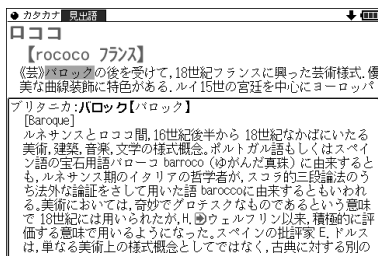 カタカナ 見出語
ロココ
【rococo フランス】
《芸》バロックの後を受けて,18世紀フランスに興った芸術様式.優
美な曲線装飾に特色がある.ルイ15世の宮廷を中心にヨーロッパ
ブリタニカ:バロック【バロック】
[Baroque]
ルネサンスとロココ間,16世紀後半から 18世紀なかばにいたる
美術,建築,音楽,文学の様式概念。ポルトガル語もしくはスペイ
ン語の宝石用語バローコ barroco (ゆがんだ真珠) に由来すると
も,ルネサンス期のイタリアの哲学者が,スコラ的三段論法のう
ち法外な論証をさして用いた語 baroccoに由来するともいわれ
る。美術においては,奇妙でグロテスクなものであるという意味
で 18世紀には用いられたが,H.ウェルフリン以来,積極的に評
価する意味で用いるようになった。スペインの批評家 E.ドルス
は,単なる美術上の様式概念としてではなく,古典に対する別の